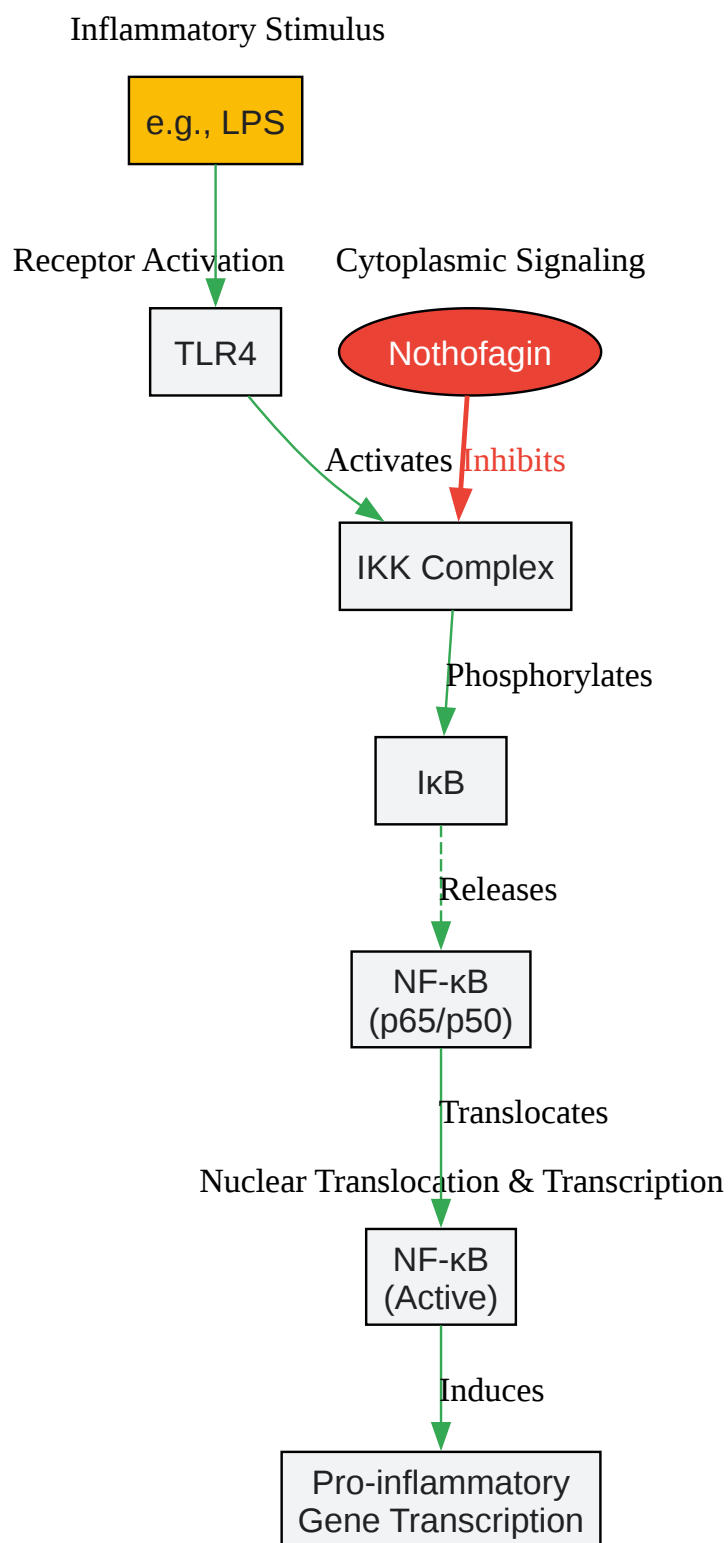 Inflammatory Stimulus
e.g., LPS
Receptor Activation
Cytoplasmic Signaling
TLR4
Nothofagin
Activates
Inhibits
IKK Complex
Phosphorylates
IκB
Releases
NF-κB
(p65/p50)
Translocates
Nuclear Translocation & Transcription
NF-κB
(Active)
Induces
Pro-inflammatory
Gene Transcription